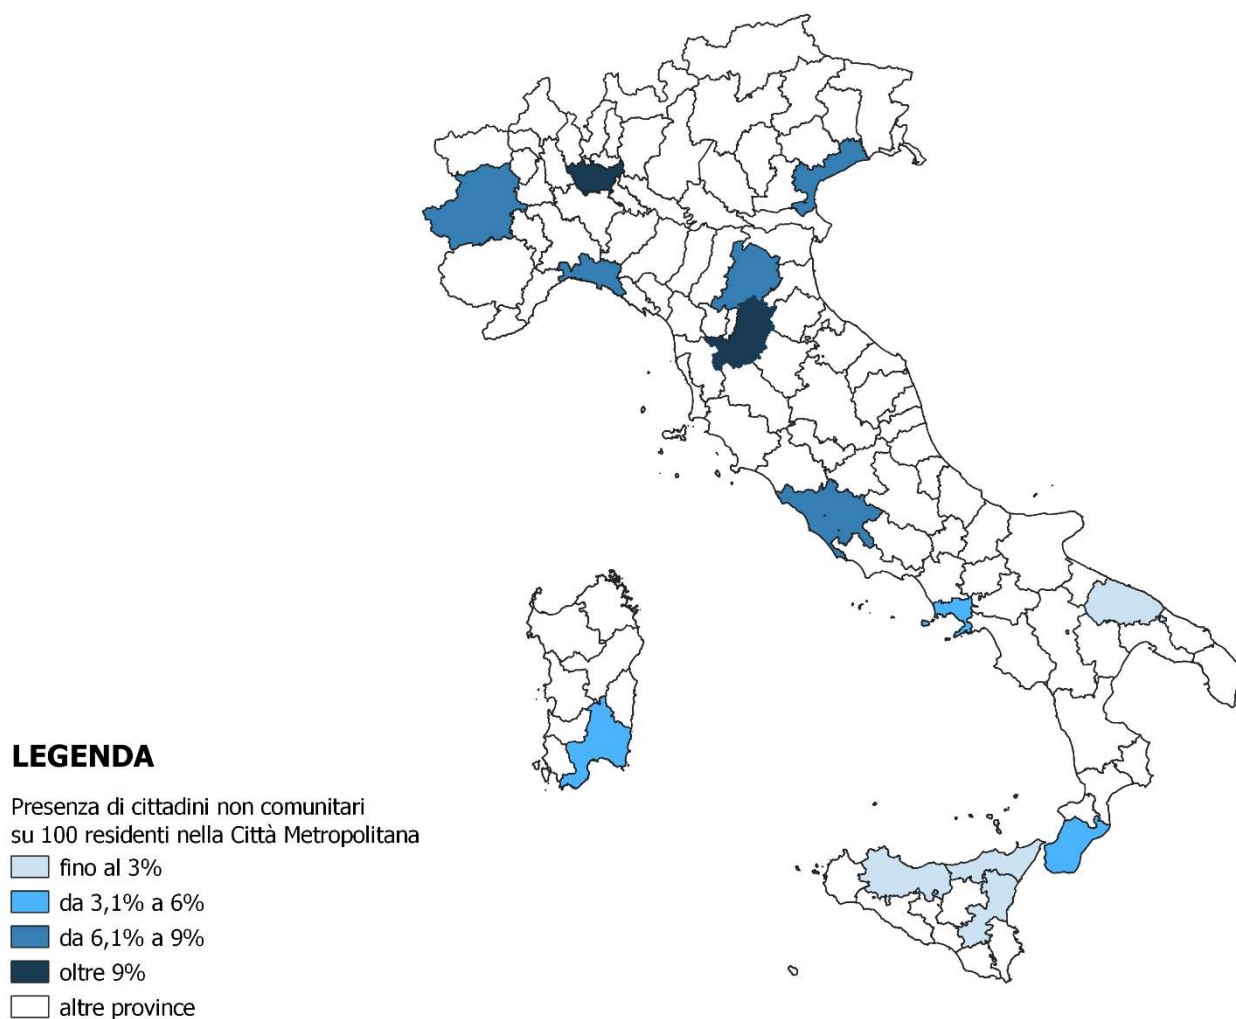 LEGENDA
Presenza di cittadini non comunitari
su 100 residenti nella Città Metropolitana
fino al 3%
da 3,1% a 6%
da 6,1% a 9%
oltre 9%
altre province